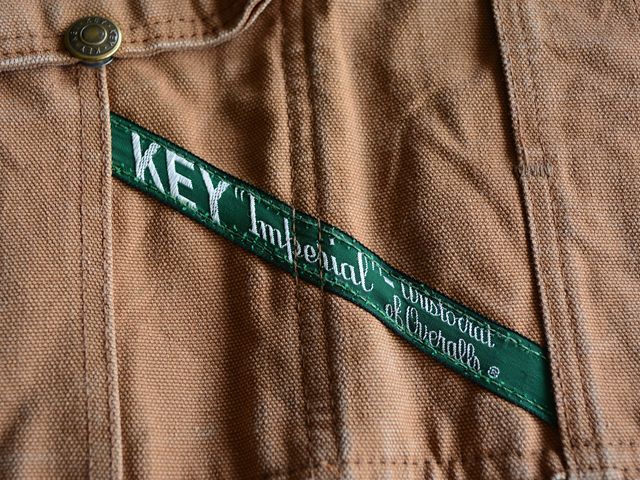 KEY "Imperial" - Aristocrat
of Overalls ®